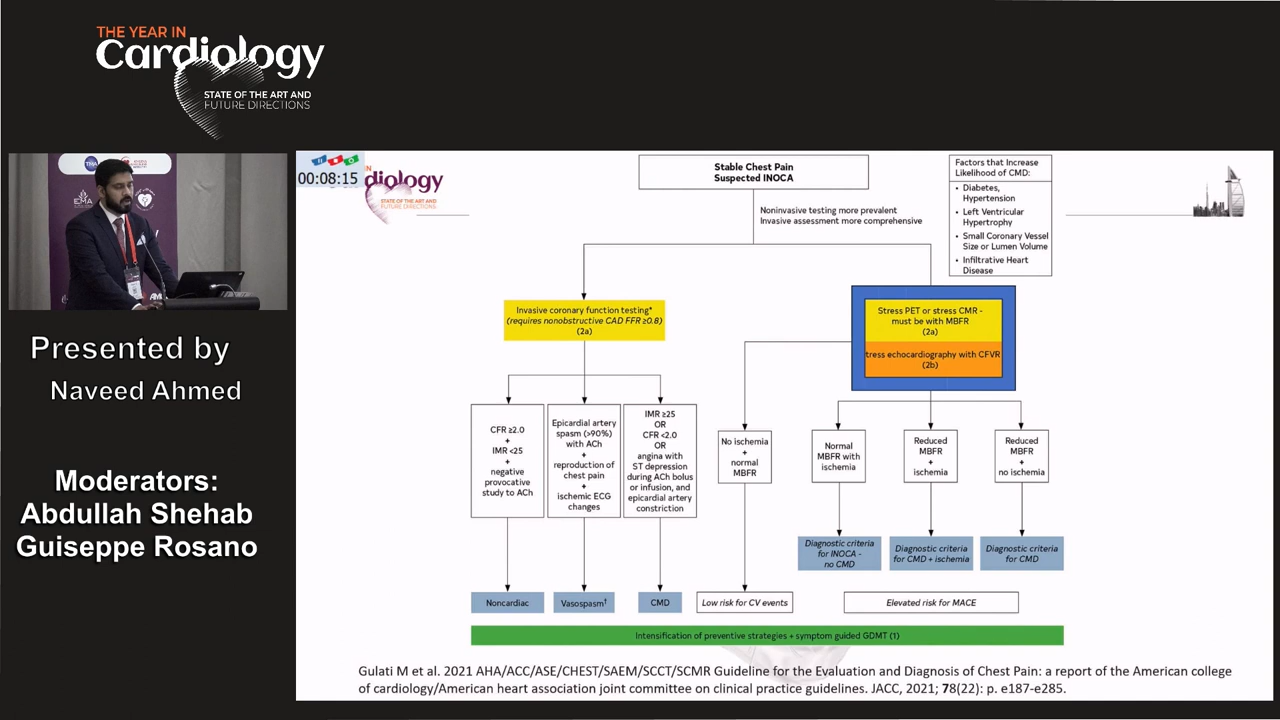 THE YEAR IN
Cardiology
STATE OF THE ART AND
FUTURE DIRECTIONS
TMA
EMA
Presented by
Naveed Ahmed
Moderators:
Abdullah Shehab
Guiseppe Rosano
00:08:15
IN
diology
STATE OF THE ART AND
FUTURE DIRECTIONS
Stable Chest Pain
Suspected INOCA
Noninvasive testing more prevalent
Invasive assessment more comprehensive
Factors that Increase
Likelihood of CMD:
• Diabetes,
Hypertension
• Left Ventricular
Hypertrophy
• Small Coronary Vessel
Size or Lumen Volume
• Infiltrative Heart
Disease
Invasive coronary function testing*
(requires nonobstructive CAD FFR ≥0.8)
(2a)
Stress PET or stress CMR -
must be with MBFR
(2a)
tress echocardiography with CFVR
(2b)
CFR ≥2.0
+
IMR <25
+
negative
provocative
study to ACh
Epicardial artery
spasm (>90%)
with ACh
+
reproduction of
chest pain
+
ischemic ECG
changes
IMR ≥25
OR
CFR <2.0
OR
angina with
ST depression
during ACh bolus
or infusion, and
epicardial artery
constriction
No ischemia
+
normal
MBFR
Normal
MBFR with
ischemia
Reduced
MBFR
+
ischemia
Reduced
MBFR
+
no ischemia
Diagnostic criteria
for INOCA -
no CMD
Diagnostic criteria
for CMD + ischemia
Diagnostic criteria
for CMD
Noncardiac
Vasospasm†
CMD
Low risk for CV events
Elevated risk for MACE
Intensification of preventive strategies + symptom guided GDMT (1)
Gulati M et al. 2021 AHA/ACC/ASE/CHEST/SAEM/SCCT/SCMR Guideline for the Evaluation and Diagnosis of Chest Pain: a report of the American college
of cardiology/American heart association joint committee on clinical practice guidelines. JACC, 2021; 78(22): p. e187-e285.